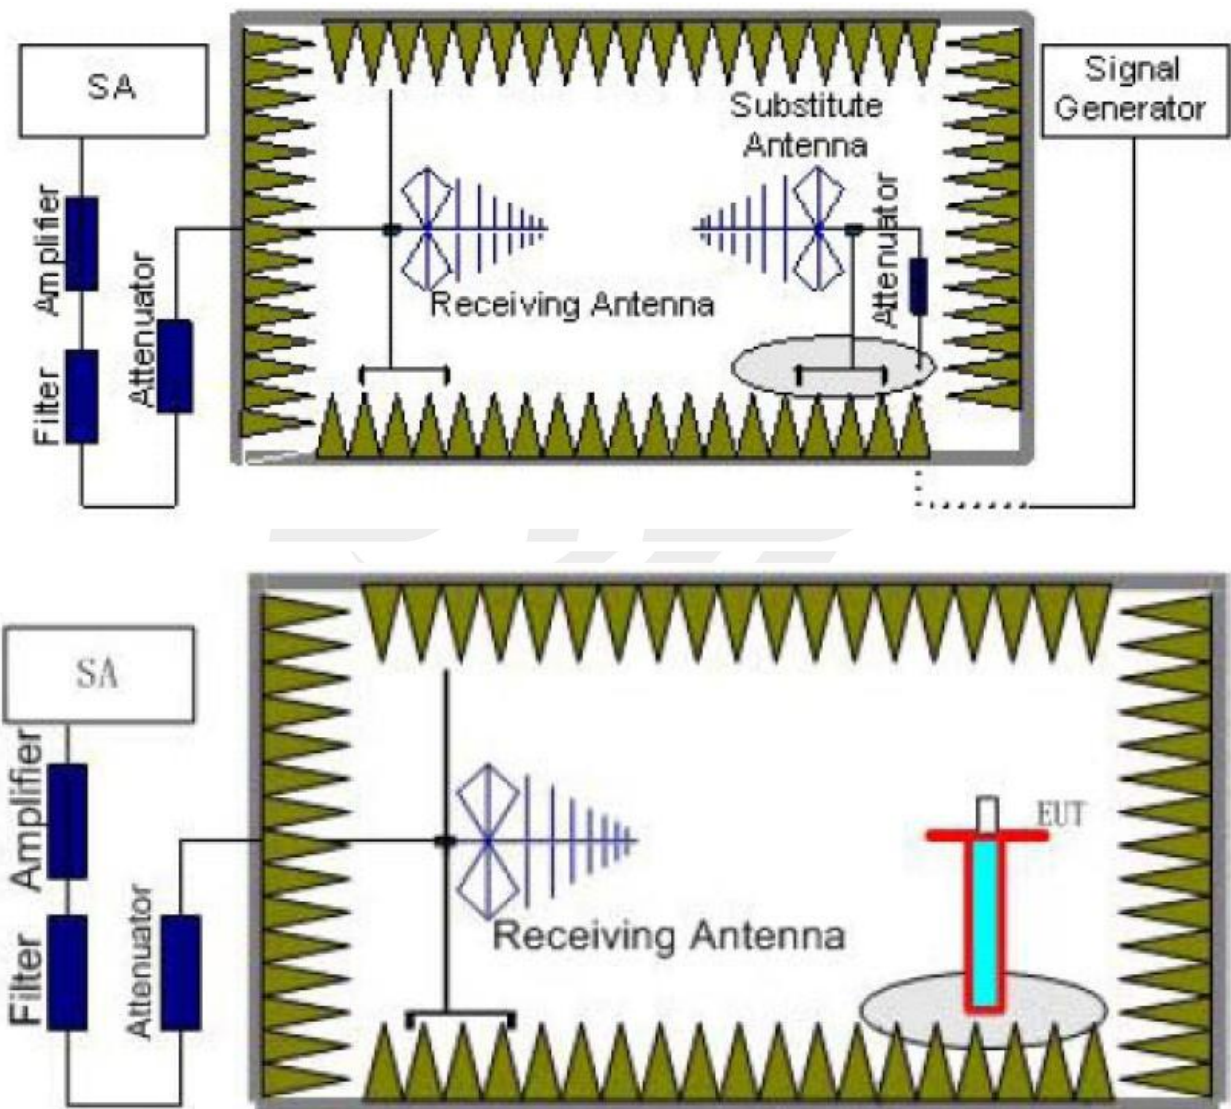 SA
Signal
Generator
Substitute
Antenna
Amplifier
Attenuator
Attenuator
Receiving Antenna
Filter
SA
Amplifier
EUT
Receiving Antenna
Attenuator
Filter